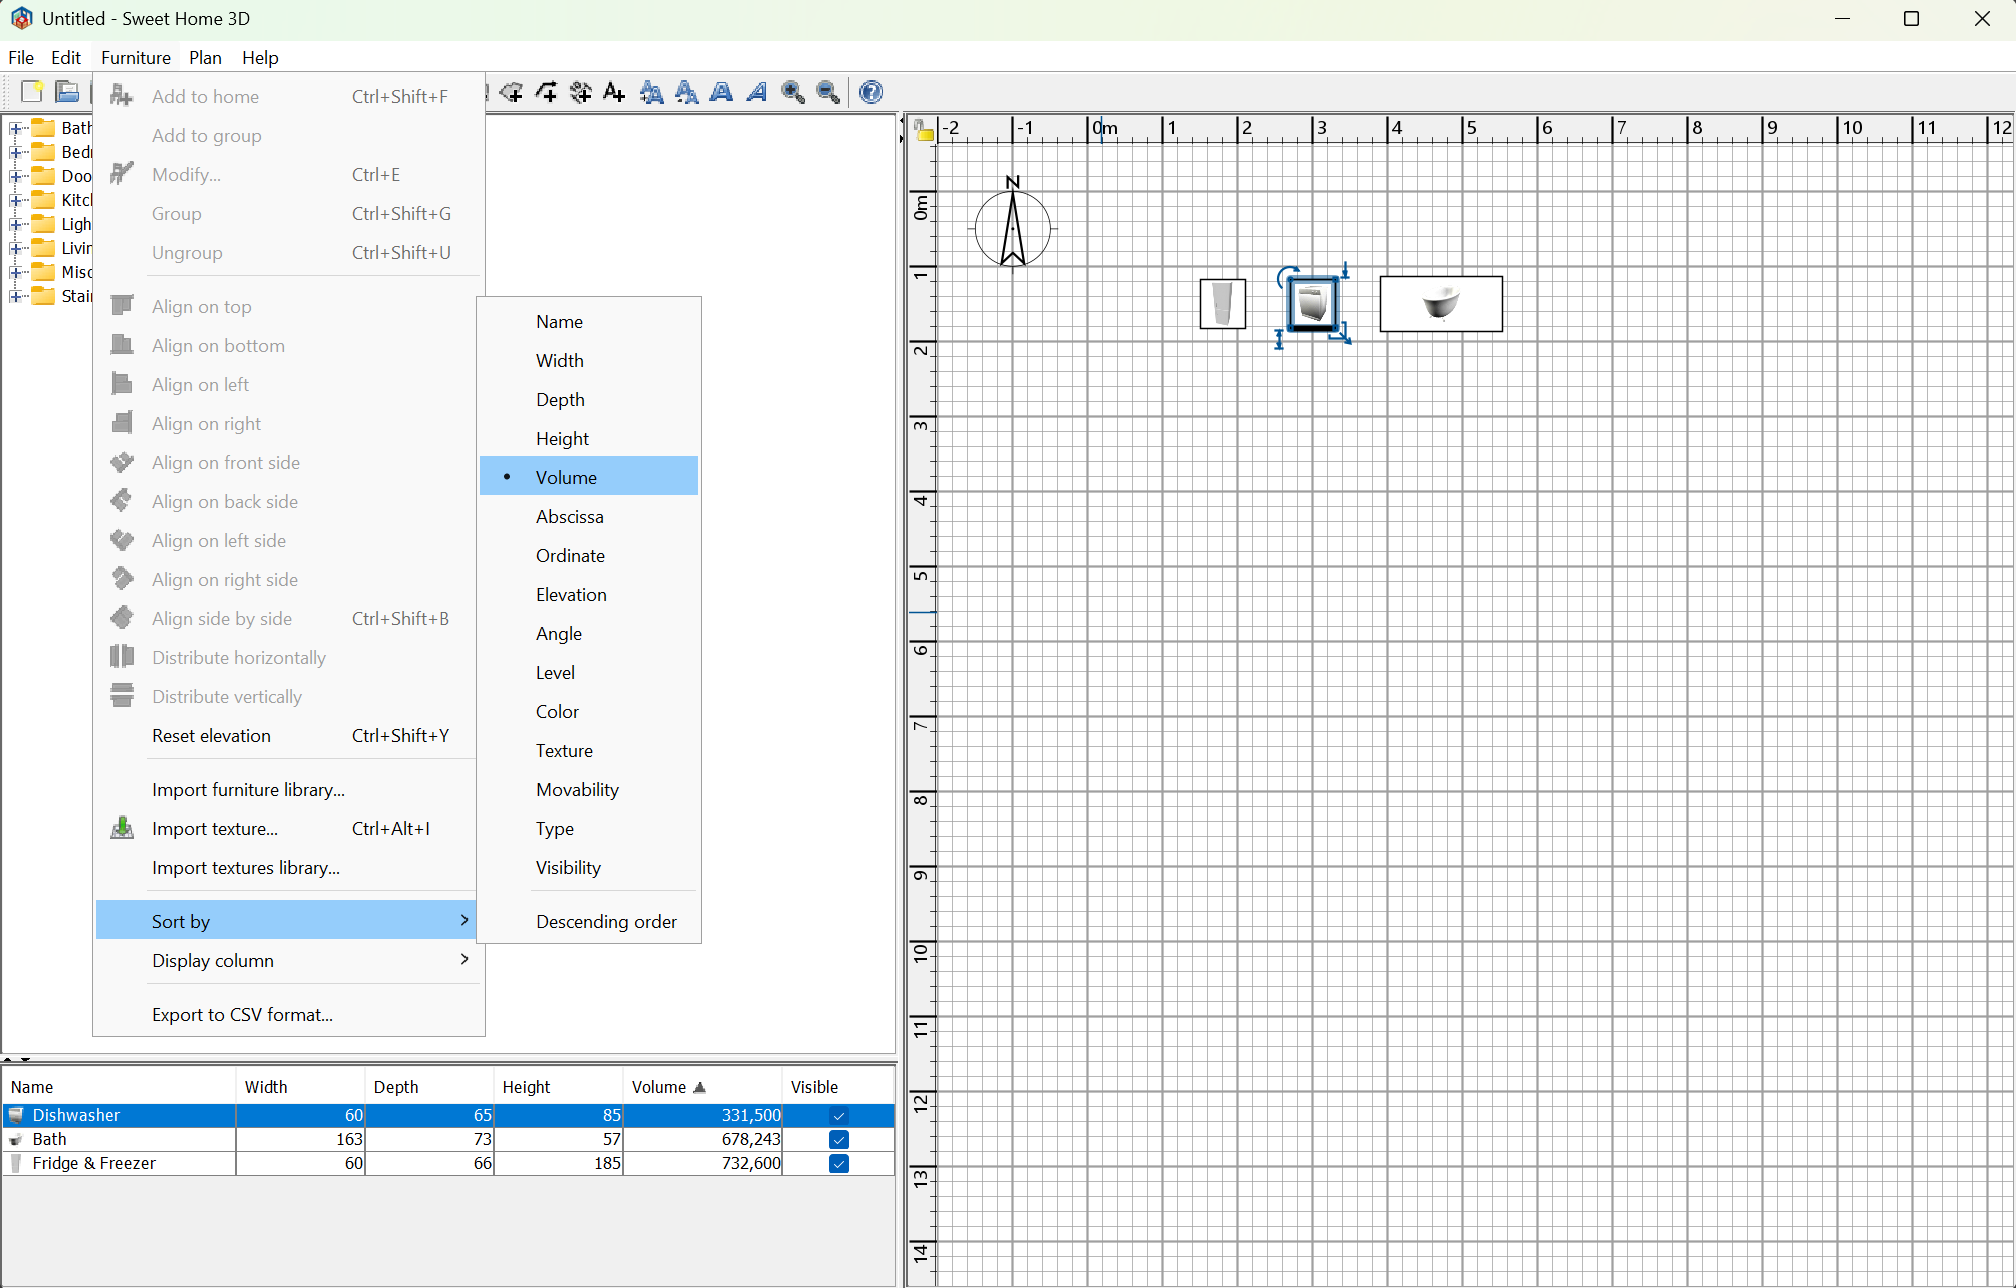 Untitled - Sweet Home 3D
File Edit Furniture Plan Help
Add to home Ctrl+Shift+F
Add to group
Modify... Ctrl+E
Group Ctrl+Shift+G
Ungroup Ctrl+Shift+U
Align on top
Align on bottom
Align on left
Align on right
Align on front side
Align on back side
Align on left side
Align on right side
Align side by side Ctrl+Shift+B
Distribute horizontally
Distribute vertically
Reset elevation Ctrl+Shift+Y
Import furniture library...
Import texture... Ctrl+Alt+I
Import textures library...
Sort by
Display column
Export to CSV format...
Name
Width
Depth
Height
Volume
Abscissa
Ordinate
Elevation
Angle
Level
Color
Texture
Movability
Type
Visibility
Descending order
-2 -1 0m 1 2 3 4 5 6 7 8 9 10 11 12
0m
1
2
3
4
5
6
7
8
9
10
11
12
13
14
N
Name Width Depth Height Volume Visible
Dishwasher 60 65 85 331,500
Bath 163 73 57 678,243
Fridge & Freezer 60 66 185 732,600